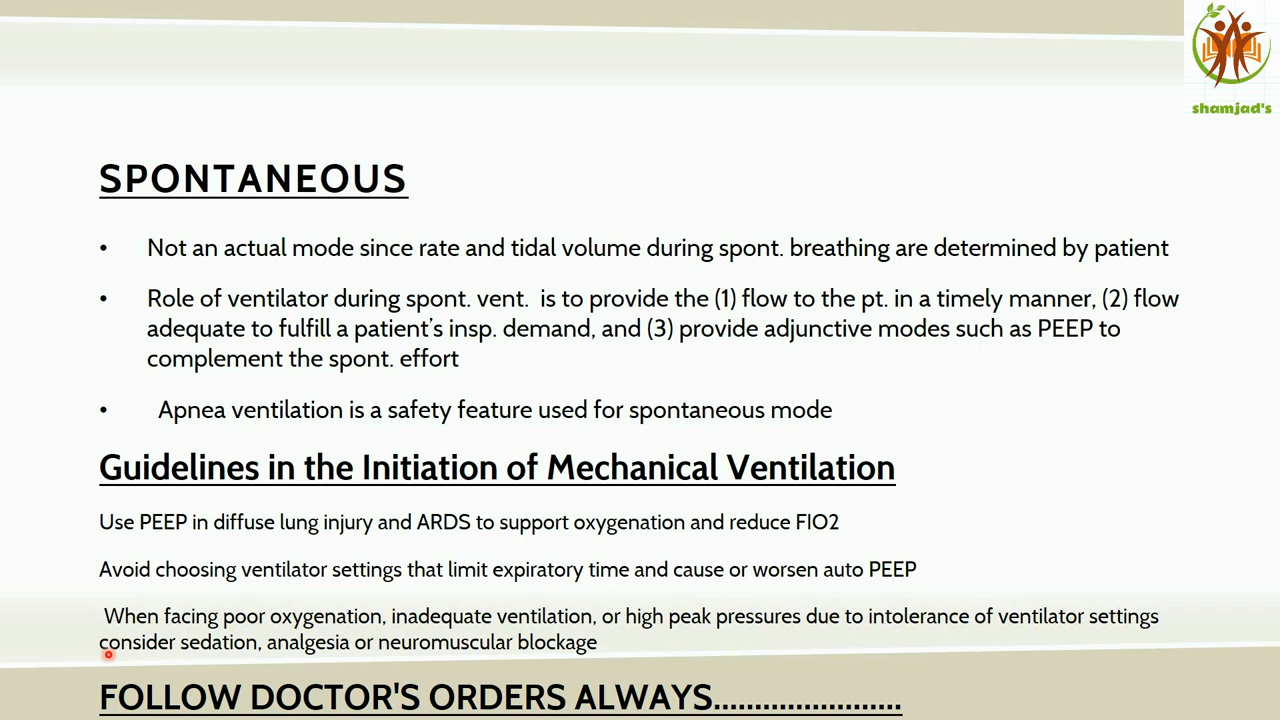 shamjad's
SPONTANEOUS
• Not an actual mode since rate and tidal volume during spont. breathing are determined by patient
• Role of ventilator during spont. vent. is to provide the (1) flow to the pt. in a timely manner, (2) flow
adequate to fulfill a patient’s insp. demand, and (3) provide adjunctive modes such as PEEP to
complement the spont. effort
• Apnea ventilation is a safety feature used for spontaneous mode
Guidelines in the Initiation of Mechanical Ventilation
Use PEEP in diffuse lung injury and ARDS to support oxygenation and reduce FIO2
Avoid choosing ventilator settings that limit expiratory time and cause or worsen auto PEEP
When facing poor oxygenation, inadequate ventilation, or high peak pressures due to intolerance of ventilator settings
consider sedation, analgesia or neuromuscular blockage
FOLLOW DOCTOR'S ORDERS ALWAYS.......................